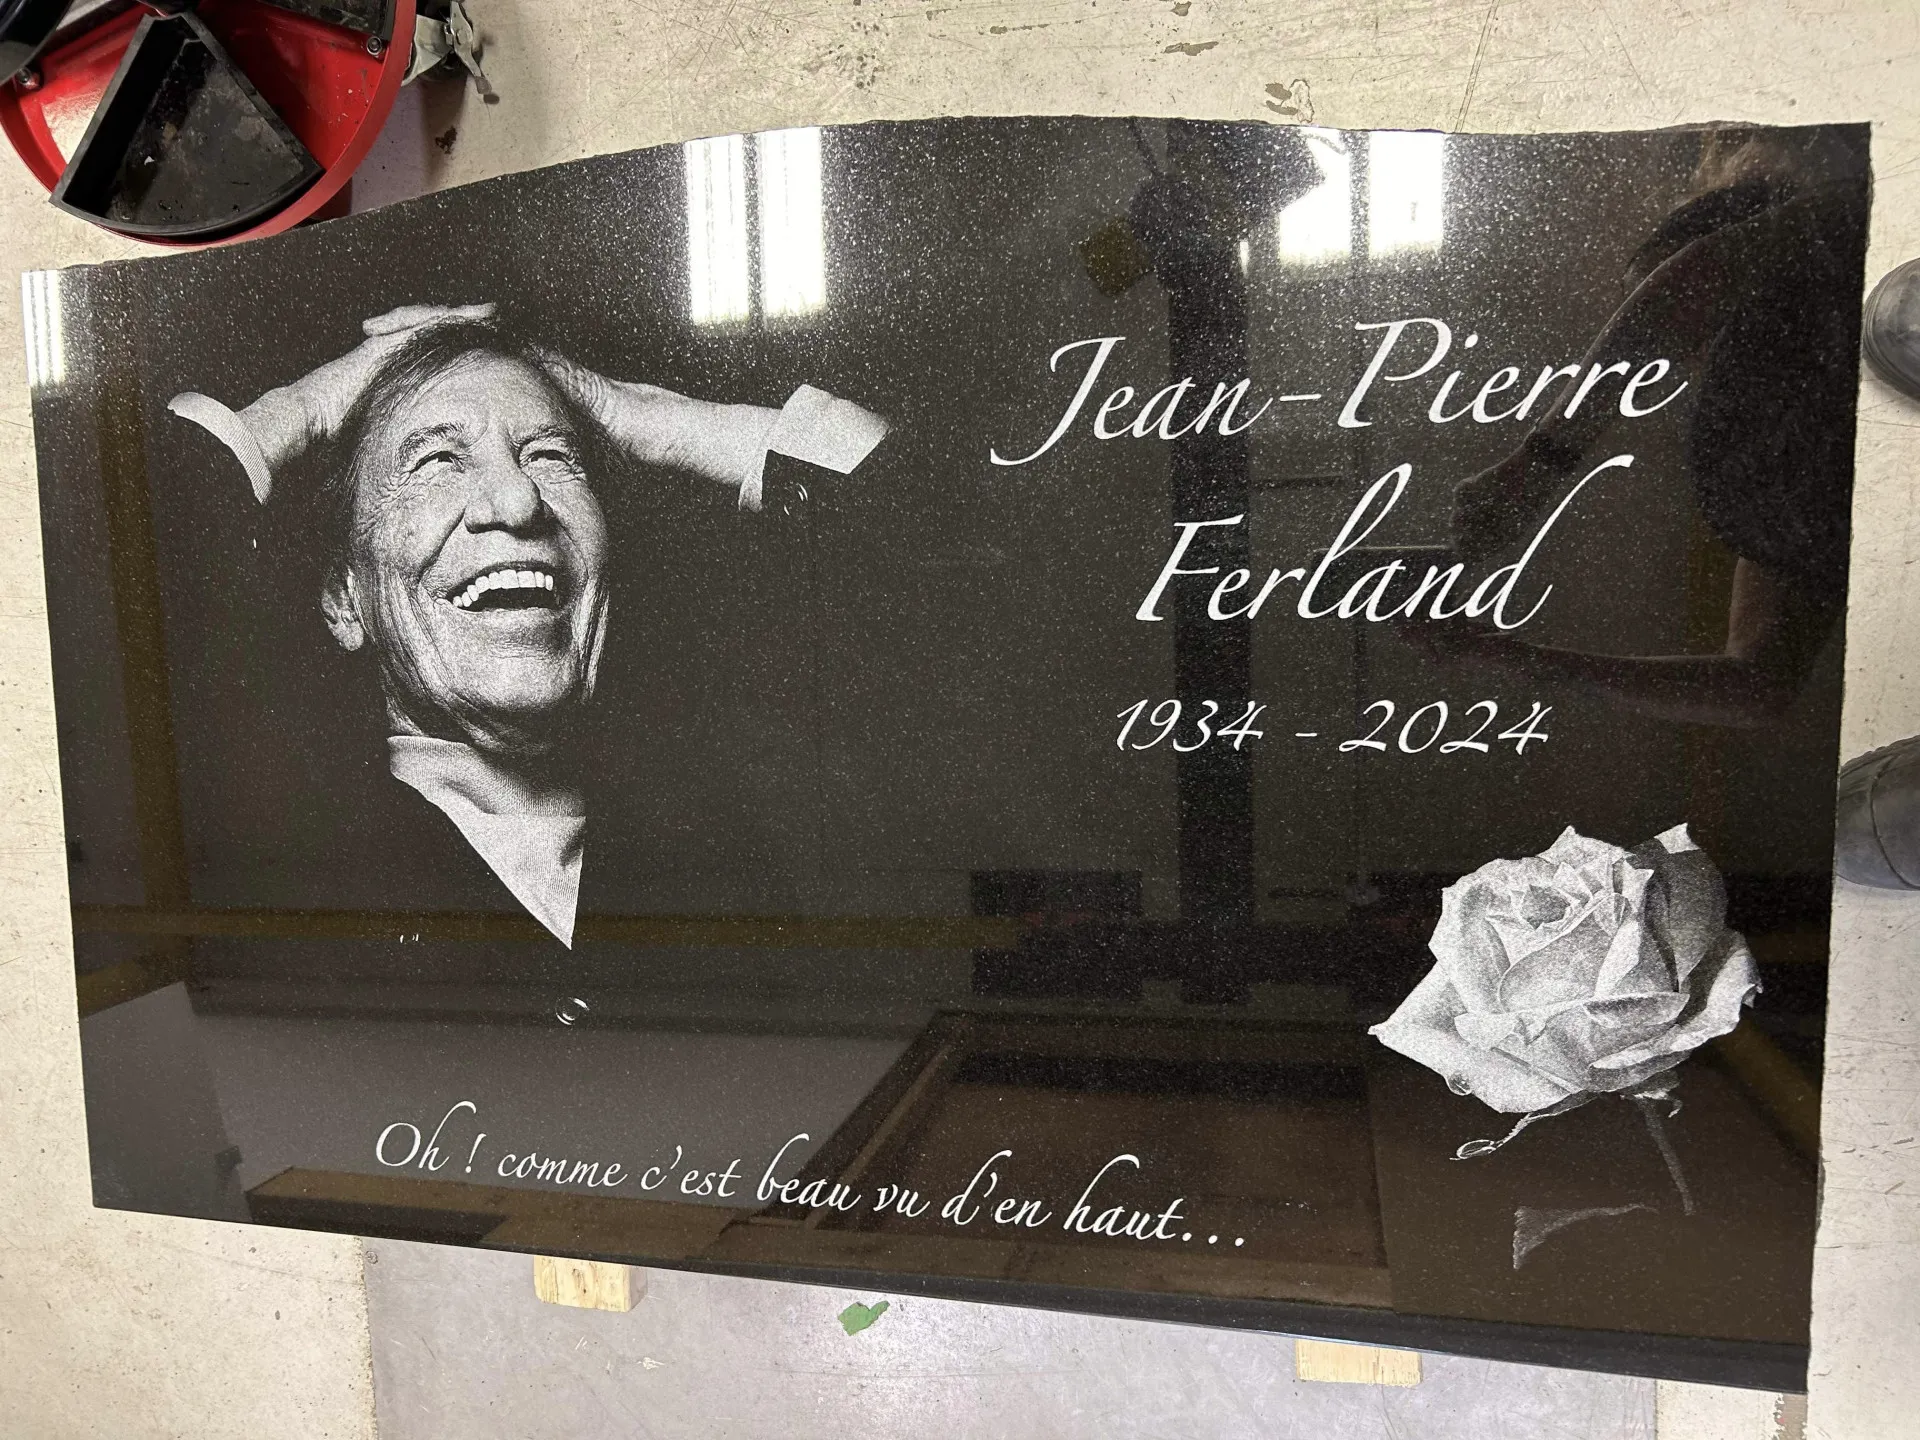 Jean-Pierre
Ferland
1934 - 2024
Oh ! comme c'est beau vu d'en haut...